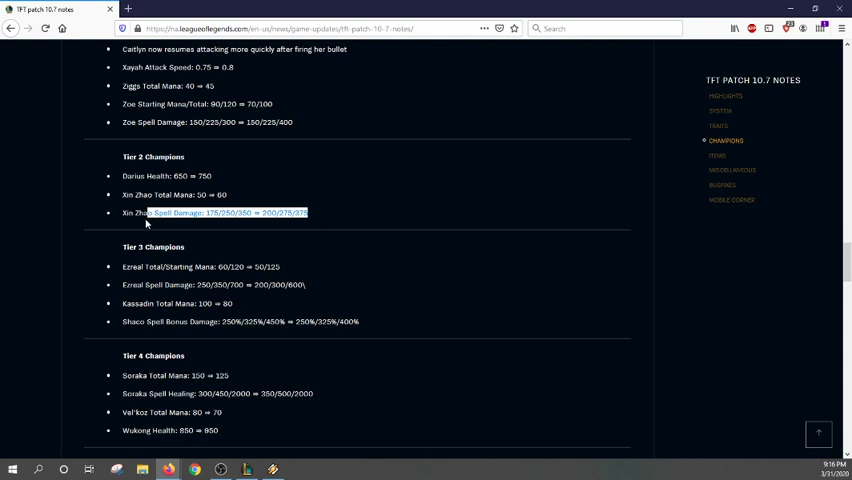 TFT Patch 10.7 notes
https://na.leagueoflegends.com/en-us/news/game-updates/tft-patch-10-7-notes/
Search
Caitlyn now resumes attacking more quickly after firing her bullet
Xayah Attack Speed: 0.75 ⇒ 0.8
Ziggs Total Mana: 40 ⇒ 45
Zoe Starting Mana/Total: 90/120 ⇒ 70/100
Zoe Spell Damage: 150/225/300 ⇒ 150/225/400
Tier 2 Champions
Darius Health: 650 ⇒ 750
Xin Zhao Total Mana: 50 ⇒ 60
Xin Zhao Spell Damage: 175/250/350 ⇒ 200/275/375
Tier 3 Champions
Ezreal Total/Starting Mana: 60/120 ⇒ 50/125
Ezreal Spell Damage: 250/350/700 ⇒ 200/300/600\
Kassadin Total Mana: 100 ⇒ 80
Shaco Spell Bonus Damage: 250%/325%/450% ⇒ 250%/325%/400%
Tier 4 Champions
Soraka Total Mana: 150 ⇒ 125
Soraka Spell Healing: 300/450/2000 ⇒ 350/500/2000
Vel'koz Total Mana: 80 ⇒ 70
Wukong Health: 850 ⇒ 950
TFT PATCH 10.7 NOTES
HIGHLIGHTS
SYSTEM
TRAITS
CHAMPIONS
ITEMS
MISCELLANEOUS
BUGFIXES
MOBILE CORNER
9:16 PM
3/31/2020